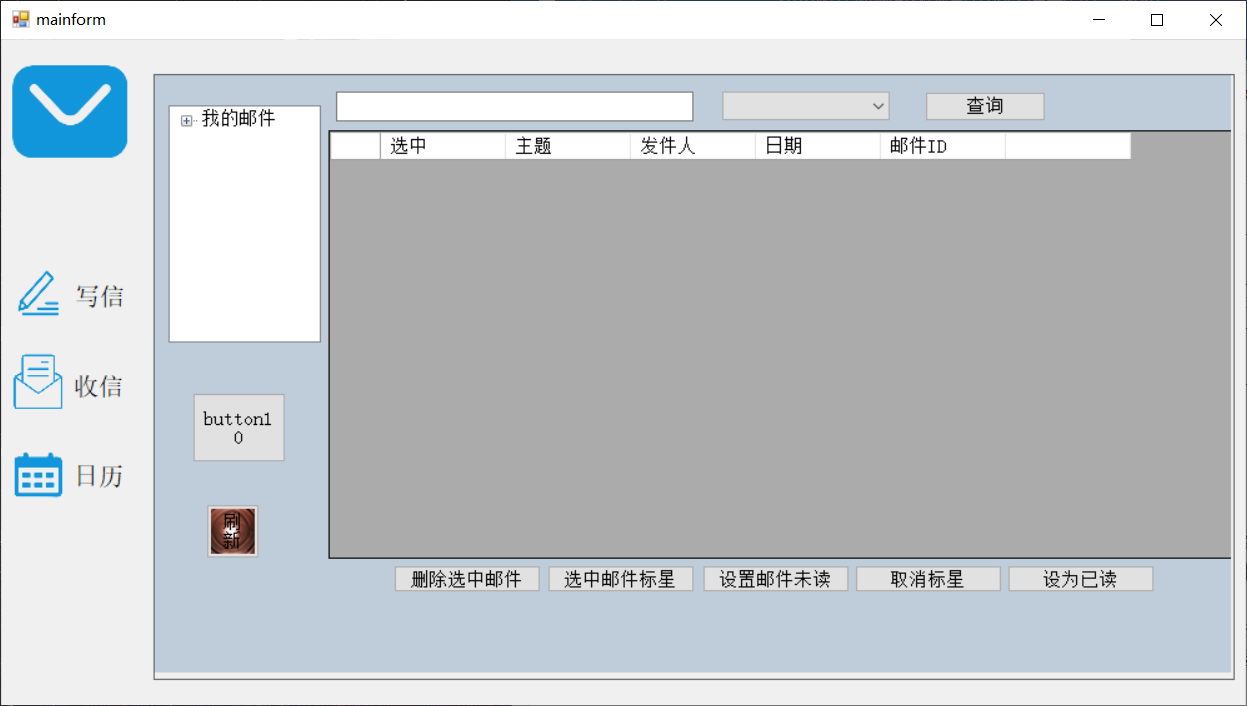 mainform
我的邮件
查询
选中 主题 发件人 日期 邮件ID
写信
收信
日历
button1
0
刷
新
删除选中邮件 选中邮件标星 设置邮件未读 取消标星 设为已读